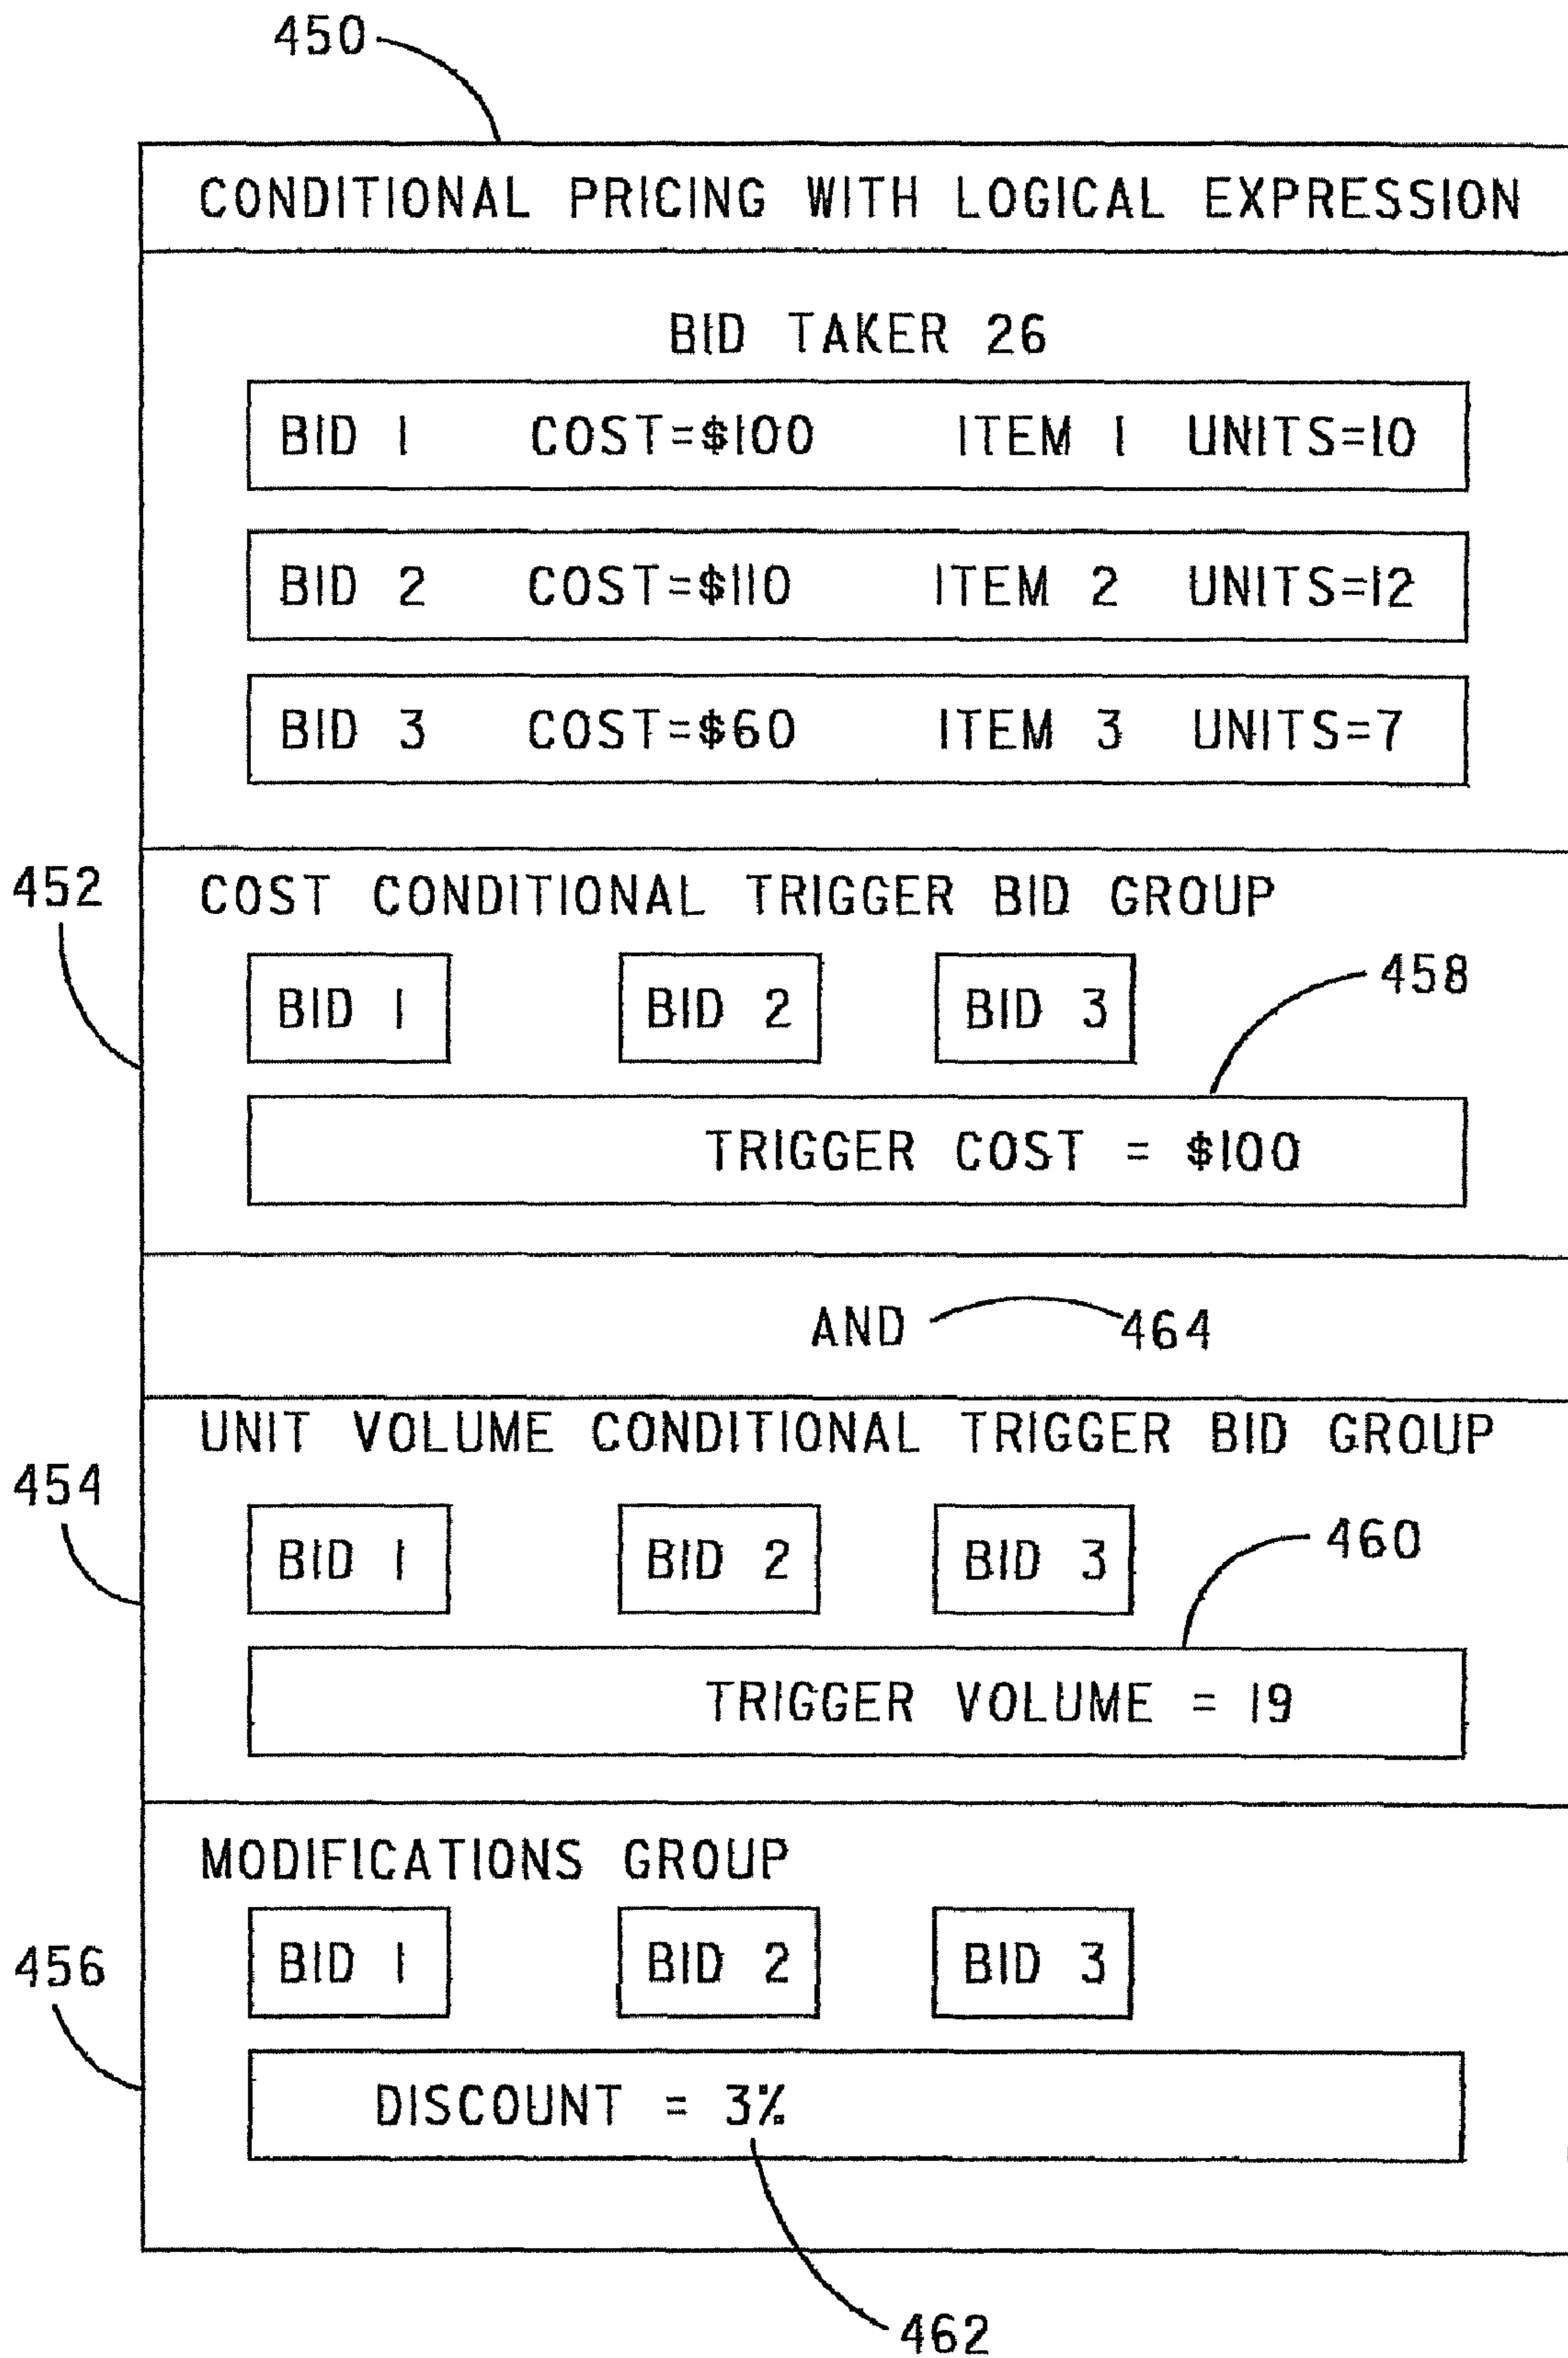 450
CONDITIONAL PRICING WITH LOGICAL EXPRESSION
BID TAKER 26
BID 1 COST=$100 ITEM 1 UNITS=10
BID 2 COST=$110 ITEM 2 UNITS=12
BID 3 COST=$60 ITEM 3 UNITS=7
452
COST CONDITIONAL TRIGGER BID GROUP
BID 1 BID 2 BID 3
458
TRIGGER COST = $100
AND 464
UNIT VOLUME CONDITIONAL TRIGGER BID GROUP
454
BID 1 BID 2 BID 3
460
TRIGGER VOLUME = 19
MODIFICATIONS GROUP
456
BID 1 BID 2 BID 3
DISCOUNT = 3%
462